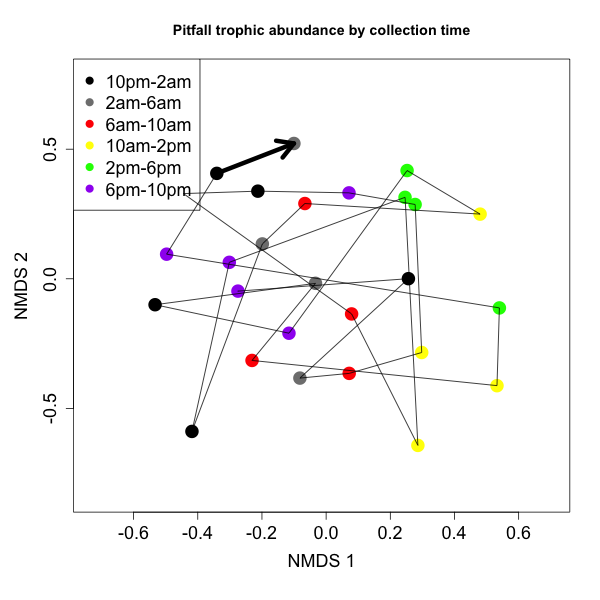 Pitfall trophic abundance by collection time
10pm-2am
2am-6am
6am-10am
10am-2pm
2pm-6pm
6pm-10pm
0.5
0.0
-0.5
NMDS 2
-0.6
-0.4
-0.2
0.0
0.2
0.4
0.6
NMDS 1